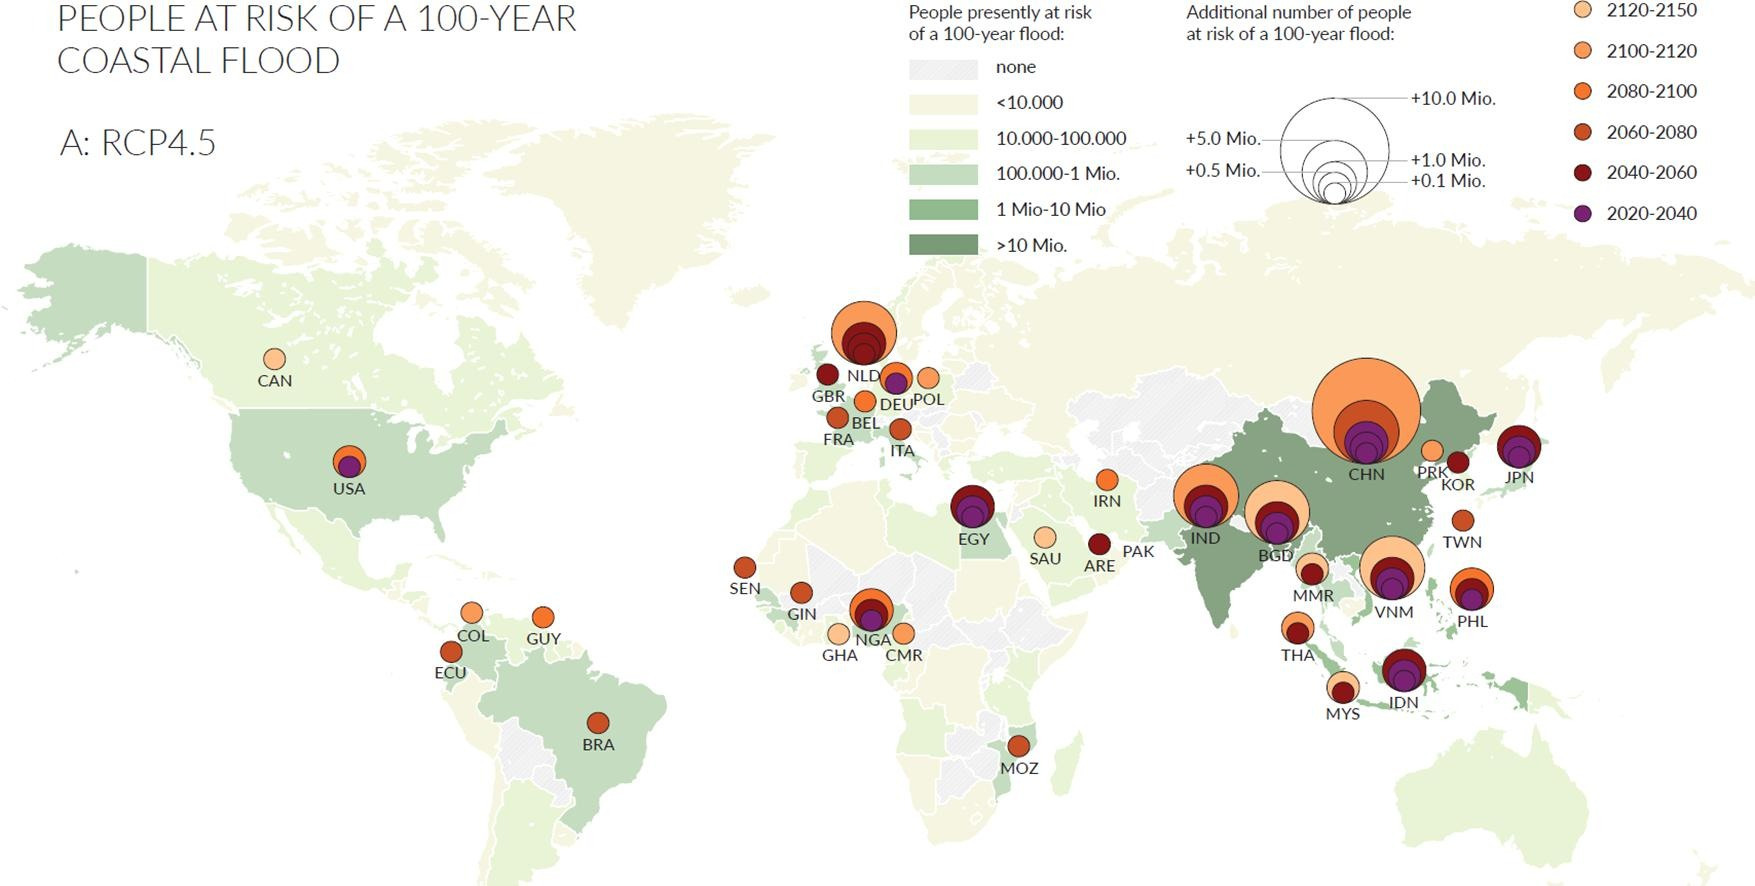 PEOPLE AT RISK OF A 100-YEAR
COASTAL FLOOD
A: RCP4.5
People presently at risk
of a 100-year flood:
none
<10.000
10.000-100.000
100.000-1 Mio.
1 Mio-10 Mio
>10 Mio.
Additional number of people
at risk of a 100-year flood:
+10.0 Mio.
+5.0 Mio.
+1.0 Mio.
+0.5 Mio.
+0.1 Mio.
2120-2150
2100-2120
2080-2100
2060-2080
2040-2060
2020-2040
CAN
USA
COL
GUY
ECU
BRA
GBR
NLD
DEU
POL
BEL
FRA
ITA
EGY
IRN
SAU
ARE
PAK
SEN
GIN
GHA
NGA
CMR
MOZ
IND
BGD
CHN
PRK
KOR
JPN
TWN
MMR
VNM
PHL
THA
MYS
IDN